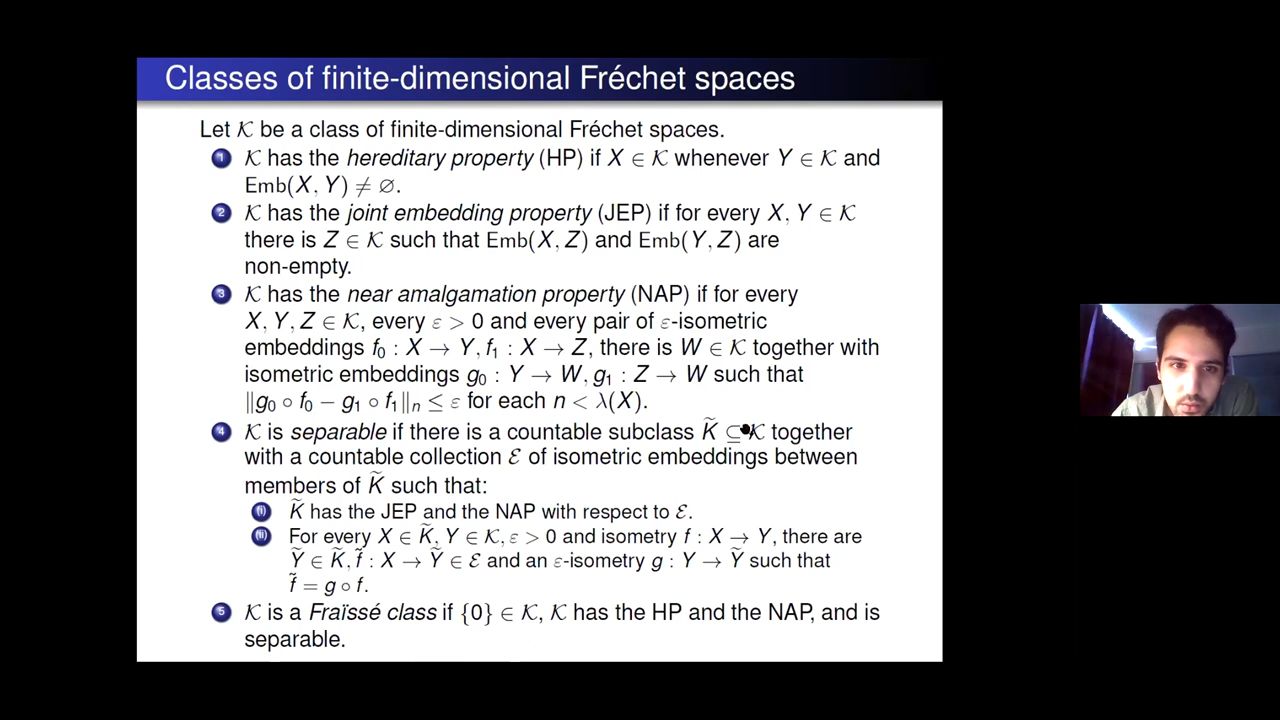 Classes of finite-dimensional Fréchet spaces
Let 𝒦 be a class of finite-dimensional Fréchet spaces.
1 𝒦 has the hereditary property (HP) if X ∈ 𝒦 whenever Y ∈ 𝒦 and
Emb(X, Y) ≠ ∅.
2 𝒦 has the joint embedding property (JEP) if for every X, Y ∈ 𝒦
there is Z ∈ 𝒦 such that Emb(X, Z) and Emb(Y, Z) are
non-empty.
3 𝒦 has the near amalgamation property (NAP) if for every
X, Y, Z ∈ 𝒦, every ε > 0 and every pair of ε-isometric
embeddings f₀ : X → Y, f₁ : X → Z, there is W ∈ 𝒦 together with
isometric embeddings g₀ : Y → W, g₁ : Z → W such that
‖g₀ ∘ f₀ − g₁ ∘ f₁‖ₙ ≤ ε for each n < λ(X).
4 𝒦 is separable if there is a countable subclass K̃ ⊆ 𝒦 together
with a countable collection ℰ of isometric embeddings between
members of K̃ such that:
(i) K̃ has the JEP and the NAP with respect to ℰ.
(ii) For every X ∈ K̃, Y ∈ 𝒦, ε > 0 and isometry f : X → Y, there are
Ỹ ∈ K̃, f̃ : X → Ỹ ∈ ℰ and an ε-isometry g : Y → Ỹ such that
f̃ = g ∘ f.
5 𝒦 is a Fraïssé class if {0} ∈ 𝒦, 𝒦 has the HP and the NAP, and is
separable.